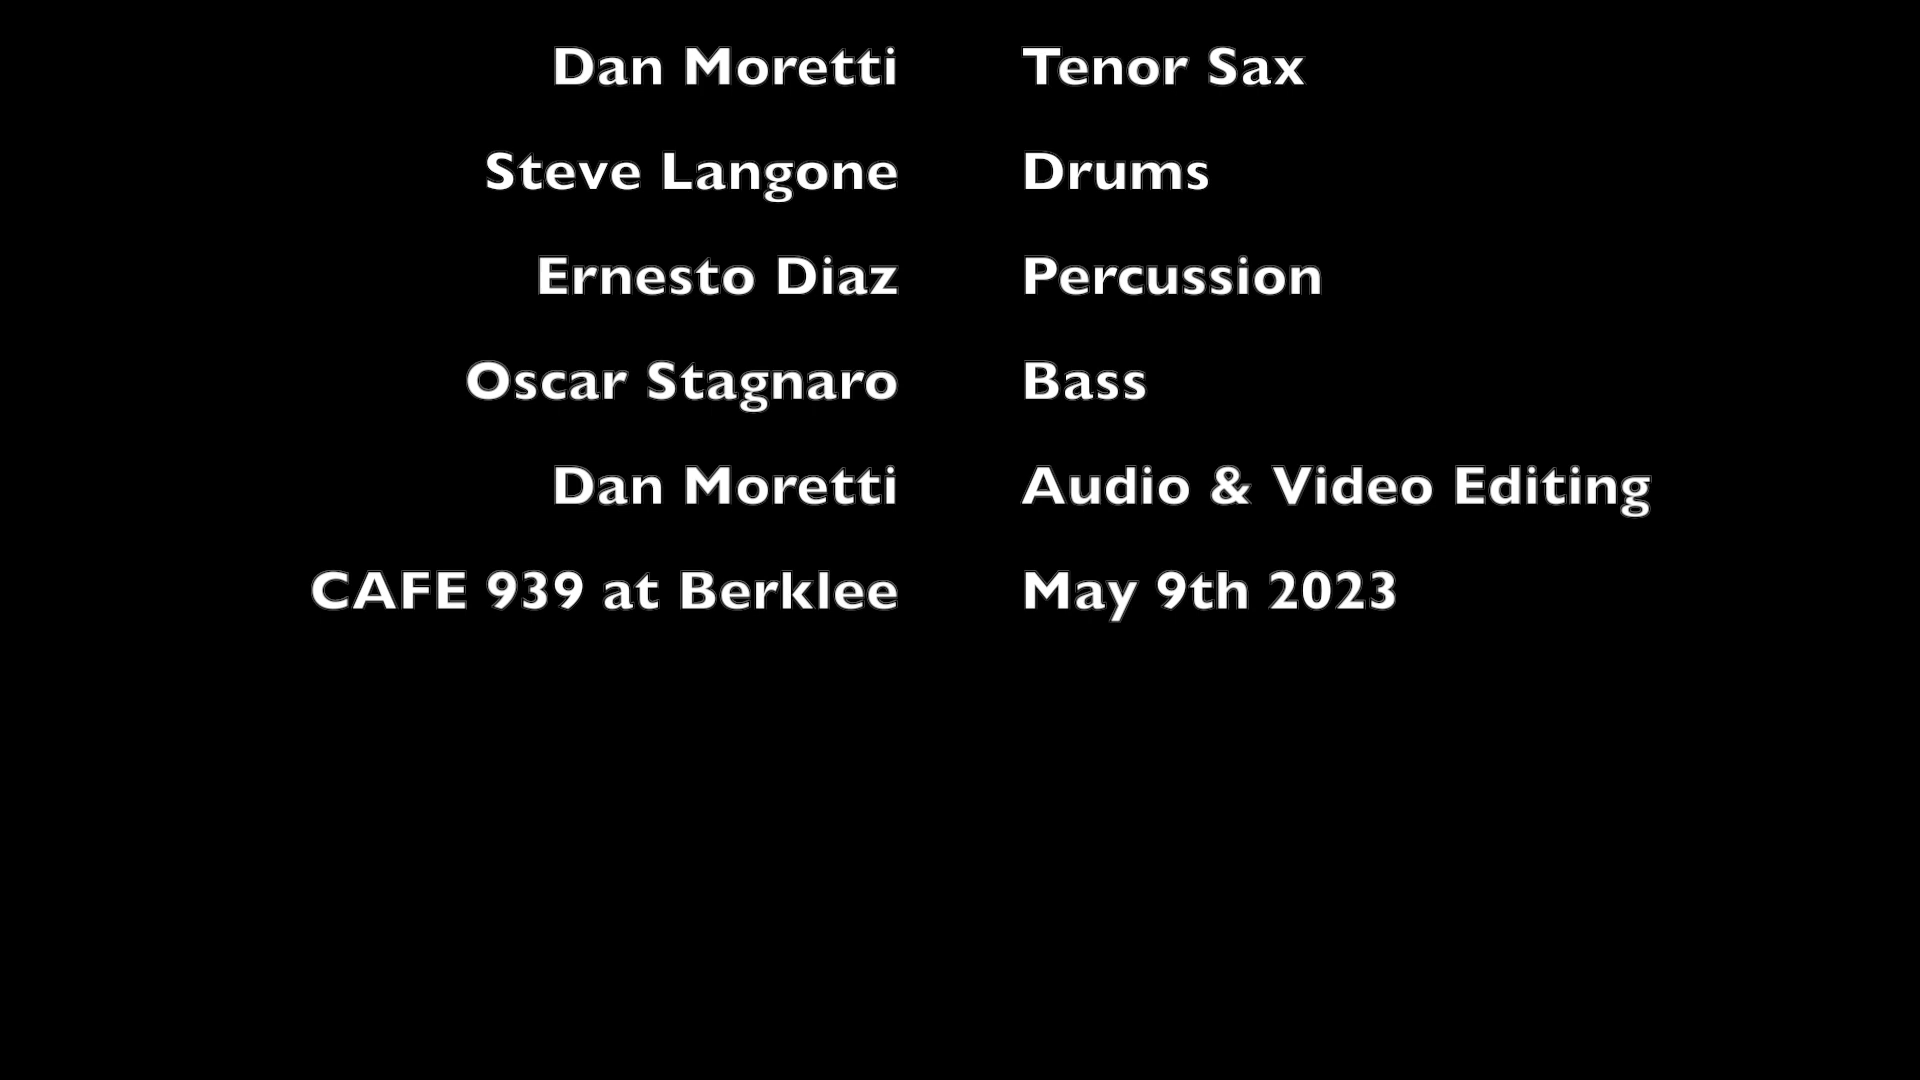 Dan Moretti Tenor Sax
Steve Langone Drums
Ernesto Diaz Percussion
Oscar Stagnaro Bass
Dan Moretti Audio & Video Editing
CAFE 939 at Berklee May 9th 2023